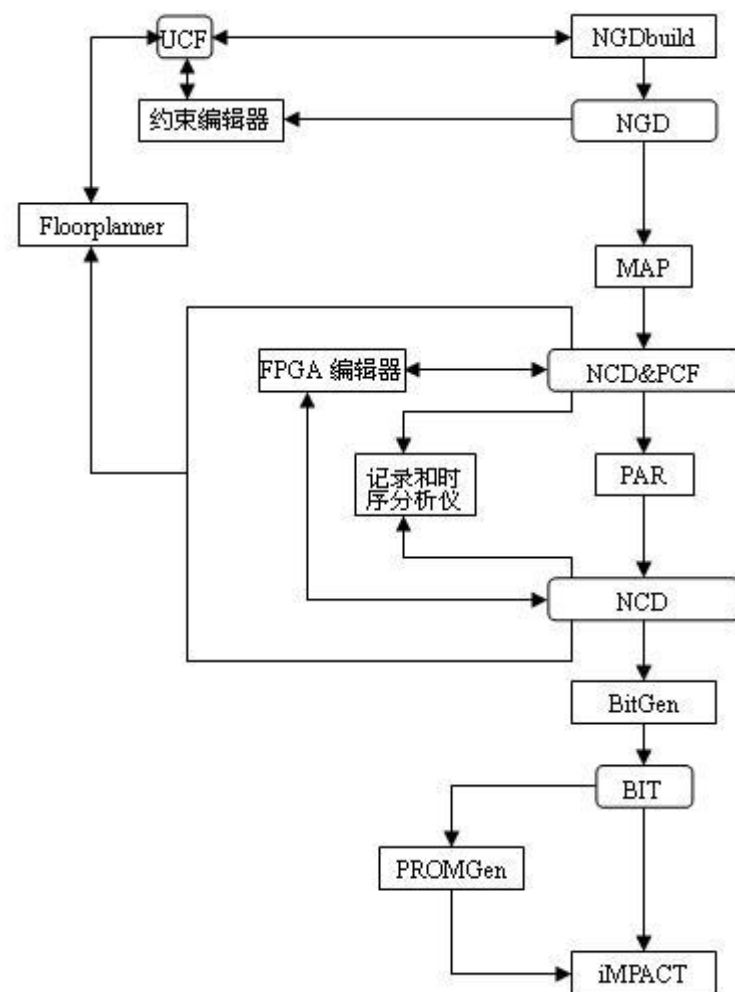 UCF
NGDbuild
约束编辑器
NGD
Floorplanner
MAP
FPGA 编辑器
NCD&PCF
记录和时
序分析仪
PAR
NCD
BitGen
BIT
PROMGen
iMPACT